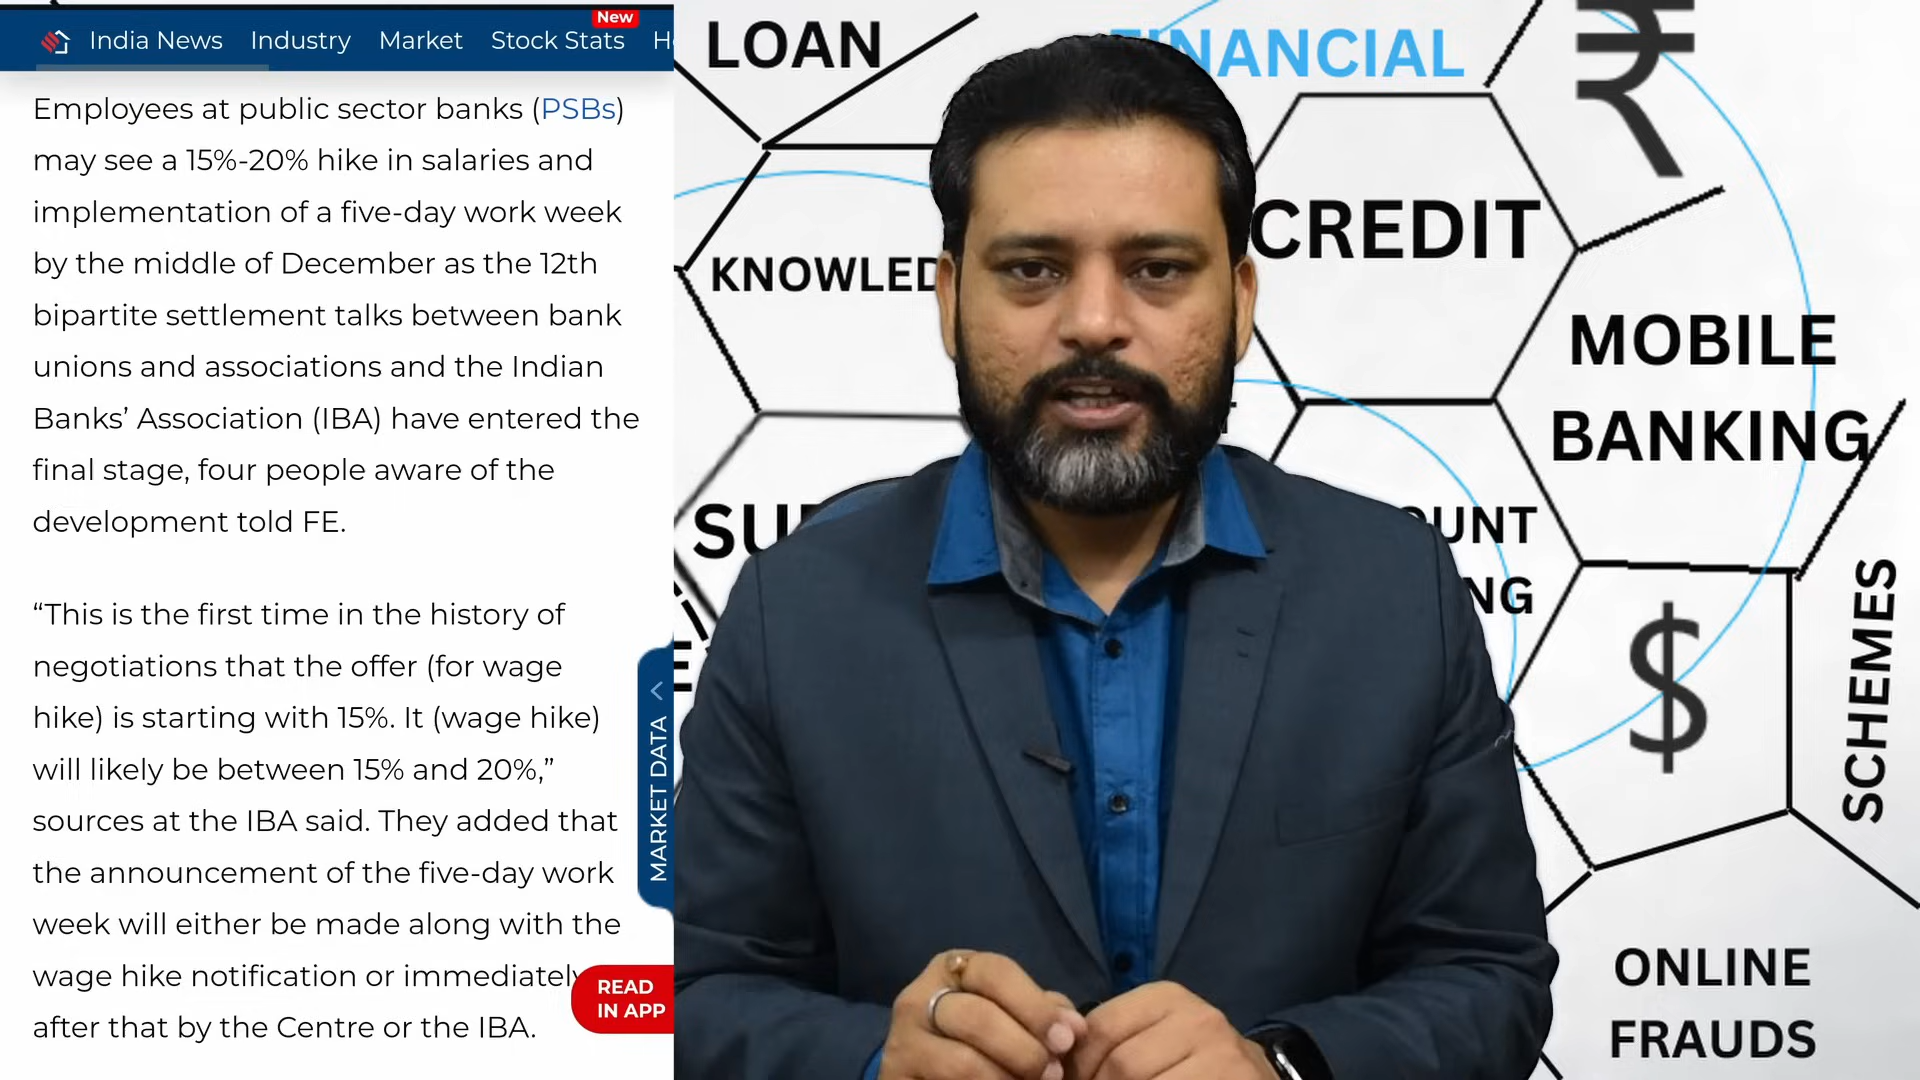 New
India News Industry Market Stock Stats
Employees at public sector banks (PSBs)
may see a 15%-20% hike in salaries and
implementation of a five-day work week
by the middle of December as the 12th
bipartite settlement talks between bank
unions and associations and the Indian
Banks’ Association (IBA) have entered the
final stage, four people aware of the
development told FE.
“This is the first time in the history of
negotiations that the offer (for wage
hike) is starting with 15%. It (wage hike)
will likely be between 15% and 20%,”
sources at the IBA said. They added that
the announcement of the five-day work
week will either be made along with the
wage hike notification or immediately
after that by the Centre or the IBA.
MARKET DATA
READ
IN APP
LOAN
FINANCIAL
₹
CREDIT
KNOWLED
MOBILE
BANKING
SU
OUNT
NG
$
SCHEMES
ONLINE
FRAUDS